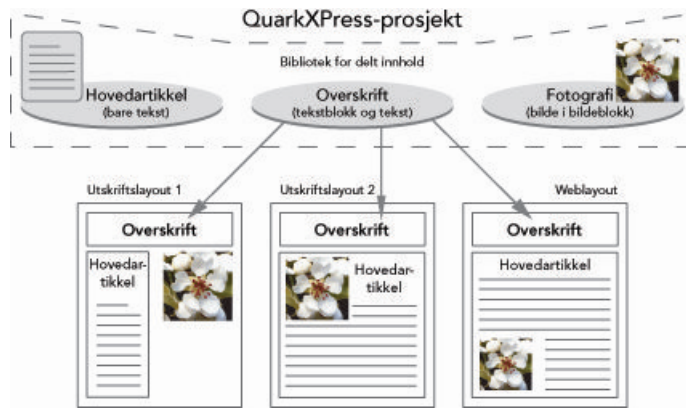 QuarkXPress-prosjekt
Bibliotek for delt innhold
Hovedartikkel
(bare tekst)
Overskrift
(tekstblokk og tekst)
Fotografi
(bilde i bildeblokk)
Utskriftslayout 1
Utskriftslayout 2
Weblayout
Overskrift
Hovedar-
tikkel
Overskrift
Hovedar-
tikkel
Overskrift
Hovedartikkel